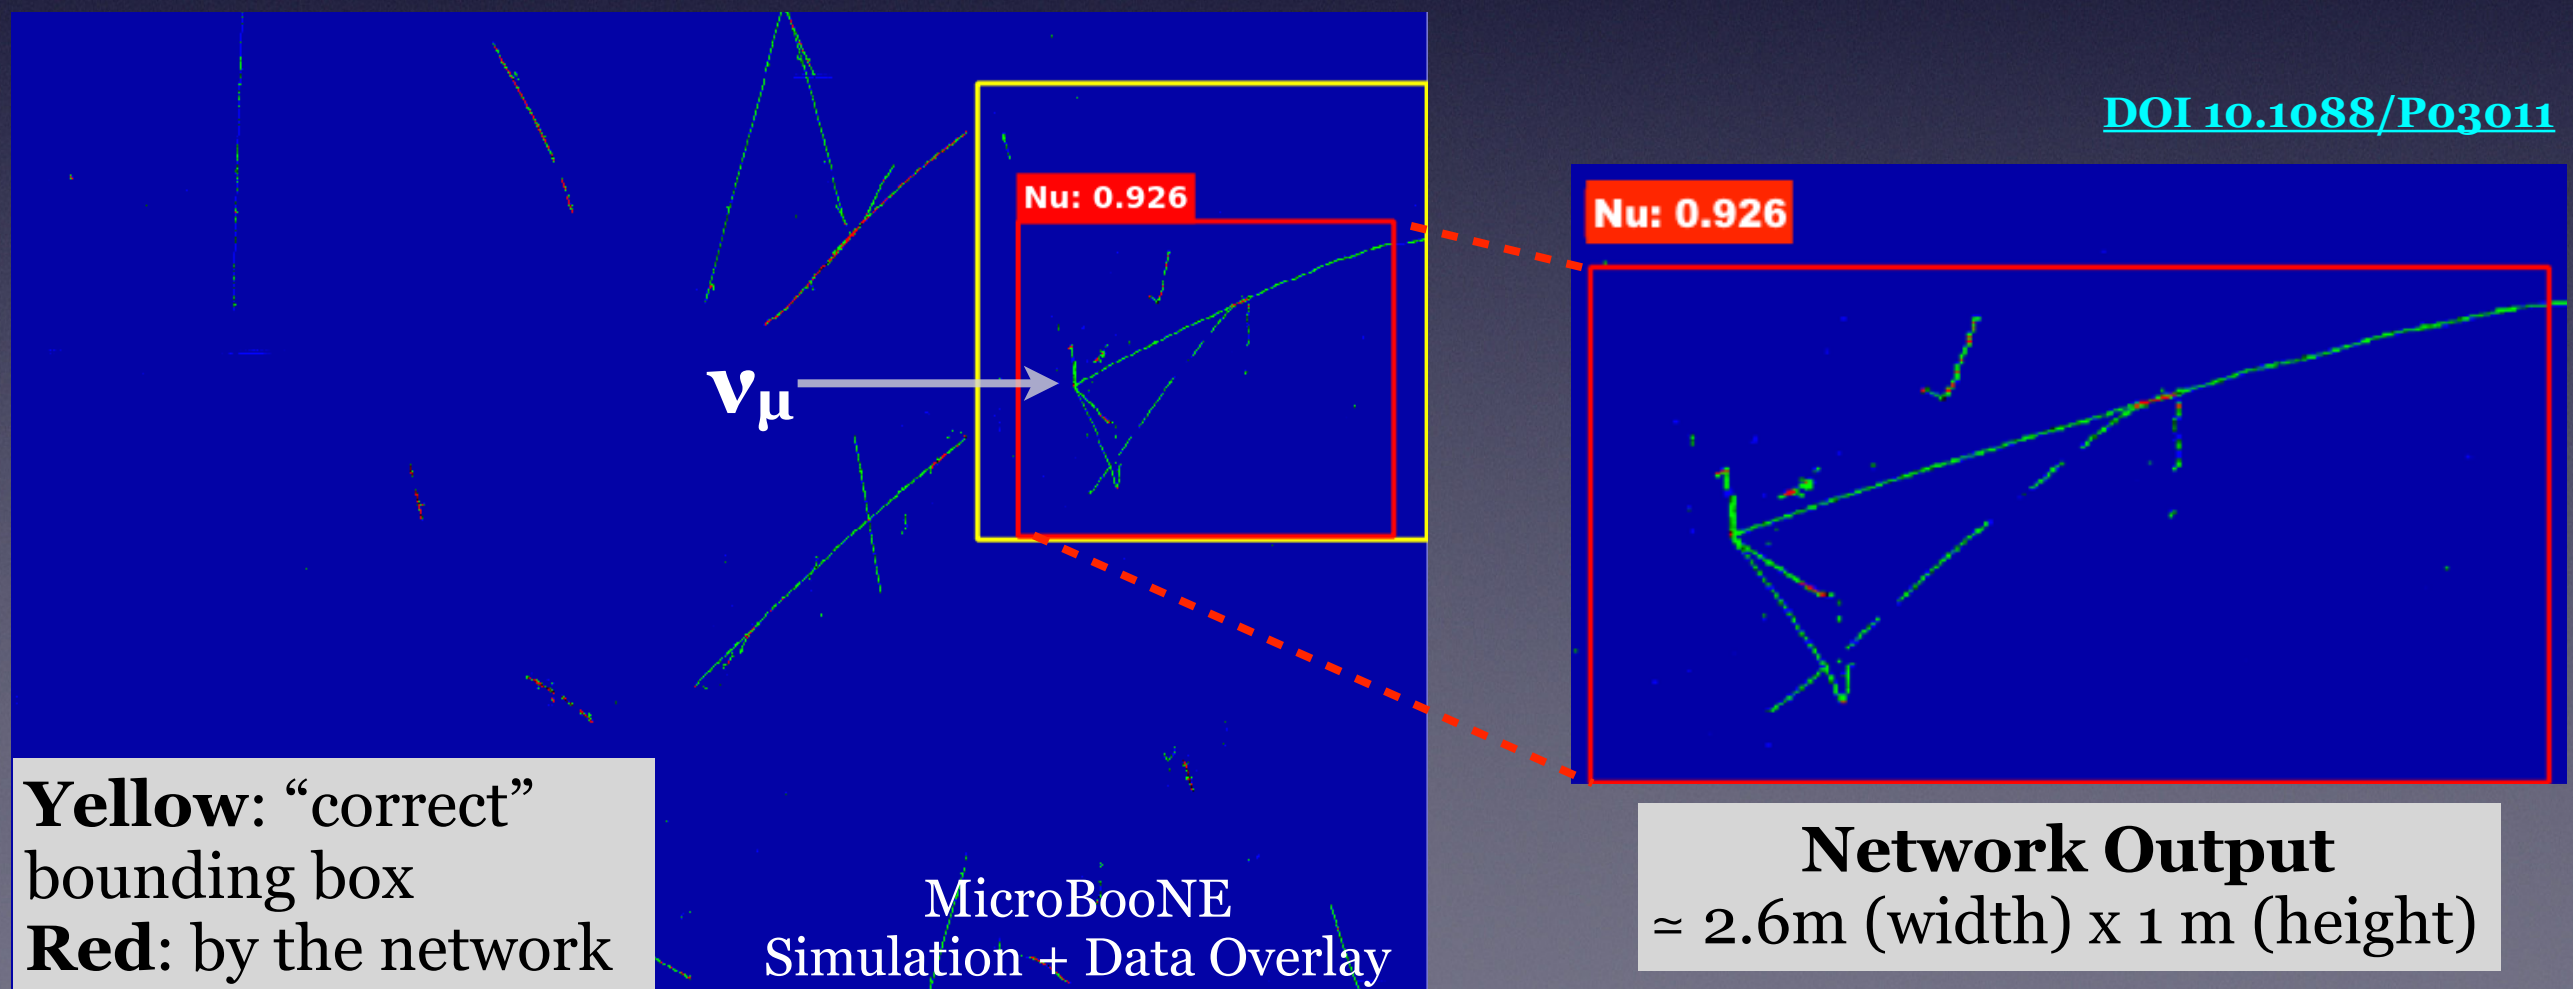 DOI 10.1088/P03011
Nu: 0.926
Nu: 0.926
νμ
Yellow: “correct”
bounding box
Red: by the network
MicroBooNE
Simulation + Data Overlay
Network Output
≃ 2.6m (width) x 1 m (height)